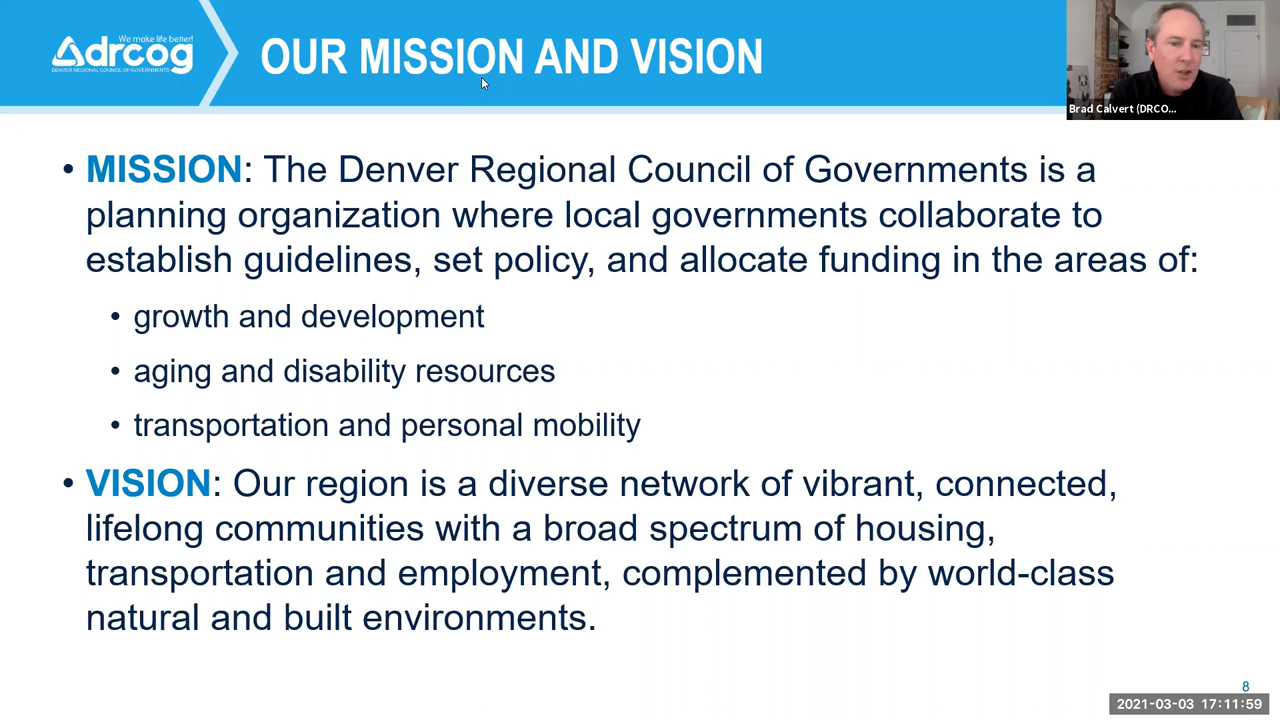 We make life better!
drcog
DENVER REGIONAL COUNCIL OF GOVERNMENTS
OUR MISSION AND VISION
Brad Calvert (DRCO...
• MISSION: The Denver Regional Council of Governments is a
planning organization where local governments collaborate to
establish guidelines, set policy, and allocate funding in the areas of:
• growth and development
• aging and disability resources
• transportation and personal mobility
• VISION: Our region is a diverse network of vibrant, connected,
lifelong communities with a broad spectrum of housing,
transportation and employment, complemented by world-class
natural and built environments.
8
2021-03-03 17:11:59